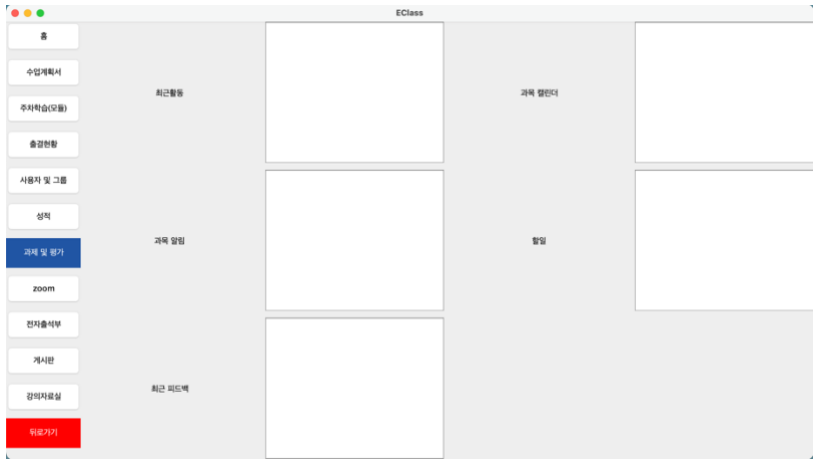 EClass
홈
수업계획서
주차학습(모듈)
출결현황
사용자 및 그룹
성적
과제 및 평가
zoom
전자출석부
게시판
강의자료실
뒤로가기
최근활동
과목 캘린더
과목 알림
할일
최근 피드백